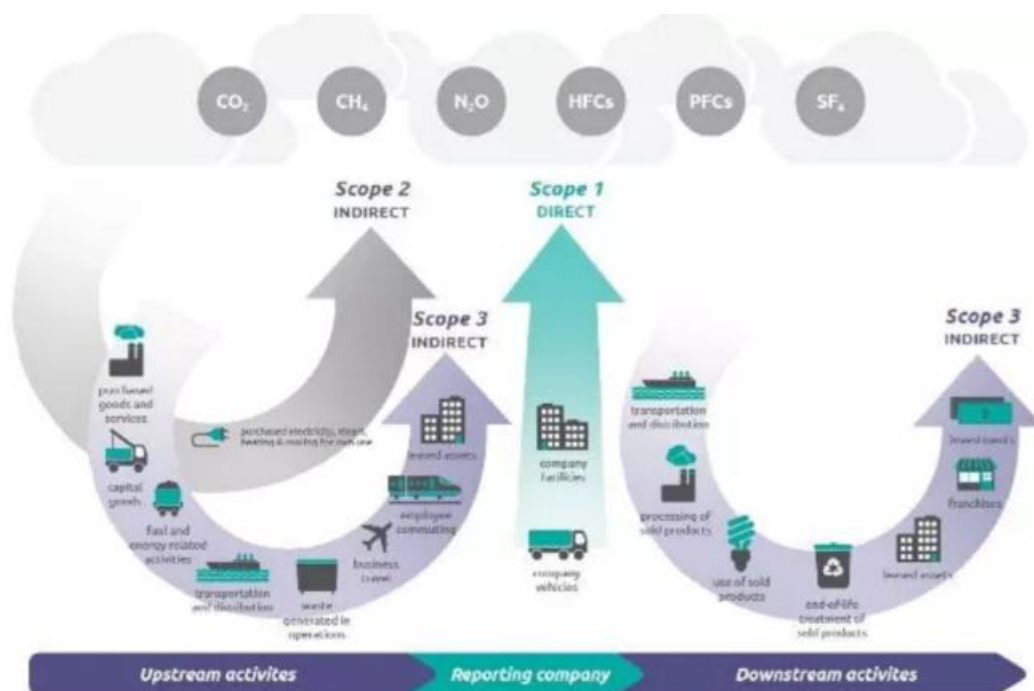 CO₂
CH₄
N₂O
HFCs
PFCs
SF₆
Scope 2
INDIRECT
Scope 1
DIRECT
Scope 3
INDIRECT
Scope 3
INDIRECT
purchased
goods and
services
capital
goods
Fuel and
energy related
activities
transportation
and distribution
waste
generated in
operations
business
travel
employee
commuting
leased assets
purchased electricity, steam,
heating & cooling for own use
company
facilities
company
vehicles
transportation
and distribution
processing of
sold products
use of sold
products
end-of-life
treatment of
sold products
leased assets
franchises
Upstream activites
Reporting company
Downstream activites